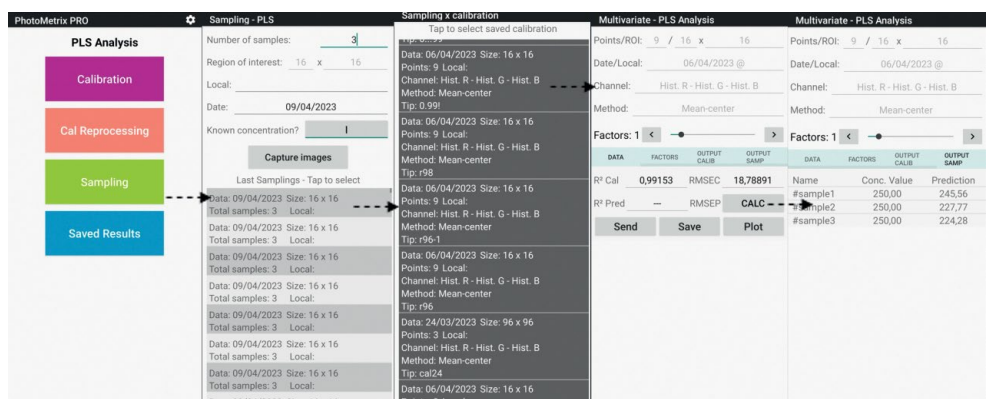 PhotoMetrix PRO
PLS Analysis
Calibration
Cal Reprocessing
Sampling
Saved Results
Sampling - PLS
Number of samples: 3
Region of interest: 16 x 16
Local:
Date: 09/04/2023
Known concentration? I
Capture images
Last Samplings - Tap to select
Data: 09/04/2023 Size: 16 x 16
Total samples: 3 Local:
Data: 09/04/2023 Size: 16 x 16
Total samples: 3 Local:
Data: 09/04/2023 Size: 16 x 16
Total samples: 3 Local:
Data: 09/04/2023 Size: 16 x 16
Total samples: 3 Local:
Data: 09/04/2023 Size: 16 x 16
Total samples: 3 Local:
Data: 09/04/2023 Size: 16 x 16
Total samples: 3 Local:
Data: 09/04/2023 Size: 16 x 16
Total samples: 3 Local:
Sampling x calibration
Tap to select saved calibration
Data: 06/04/2023 Size: 16 x 16
Points: 9 Local:
Channel: Hist. R - Hist. G - Hist. B
Method: Mean-center
Tip: 0.99!
Data: 06/04/2023 Size: 16 x 16
Points: 9 Local:
Channel: Hist. R - Hist. G - Hist. B
Method: Mean-center
Tip: r98
Data: 06/04/2023 Size: 16 x 16
Points: 9 Local:
Channel: Hist. R - Hist. G - Hist. B
Method: Mean-center
Tip: r96-1
Data: 06/04/2023 Size: 16 x 16
Points: 9 Local:
Channel: Hist. R - Hist. G - Hist. B
Method: Mean-center
Tip: r96
Data: 24/03/2023 Size: 96 x 96
Points: 3 Local:
Channel: Hist. R - Hist. G - Hist. B
Method: Mean-center
Tip: cal24
Data: 06/04/2023 Size: 16 x 16
Multivariate - PLS Analysis
Points/ROI: 9 / 16 x 16
Date/Local: 06/04/2023 @
Channel: Hist. R - Hist. G - Hist. B
Method: Mean-center
Factors: 1 < >
DATA FACTORS OUTPUT CALIB OUTPUT SAMP
R² Cal 0,99153 RMSEC 18,78891
R² Pred --- RMSEP CALC
Send Save Plot
Multivariate - PLS Analysis
Points/ROI: 9 / 16 x 16
Date/Local: 06/04/2023 @
Channel: Hist. R - Hist. G - Hist. B
Method: Mean-center
Factors: 1 < >
DATA FACTORS OUTPUT CALIB OUTPUT SAMP
Name Conc. Value Prediction
#sample1 250,00 245,56
#sample2 250,00 227,77
#sample3 250,00 224,28